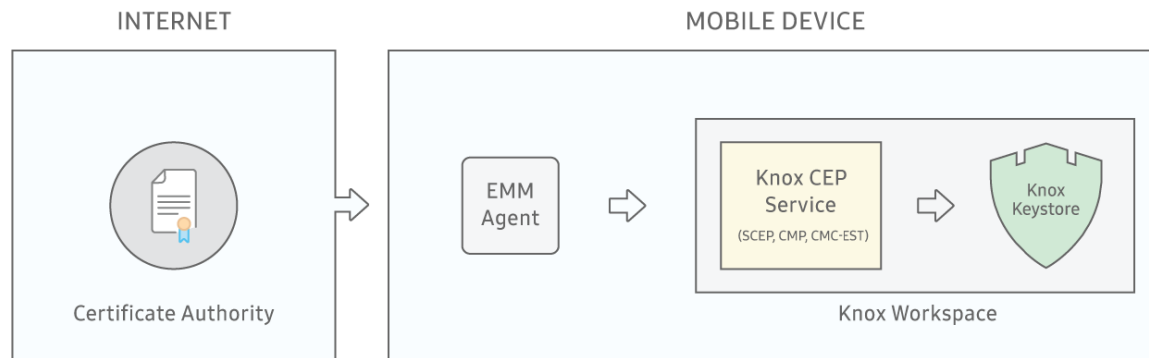 INTERNET
MOBILE DEVICE
EMM
Agent
Knox CEP
Service
(SCEP, CMP, CMC-EST)
Knox
Keystore
Certificate Authority
Knox Workspace